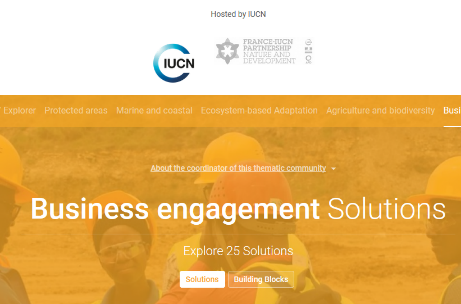 Hosted by IUCN
IUCN
FRANCE-IUCN
PARTNERSHIP
NATURE AND
DEVELOPMENT
Explorer Protected areas Marine and coastal Ecosystem-based Adaptation Agriculture and biodiversity Busi
About the coordinator of this thematic community
Business engagement Solutions
Explore 25 Solutions
Solutions Building Blocks